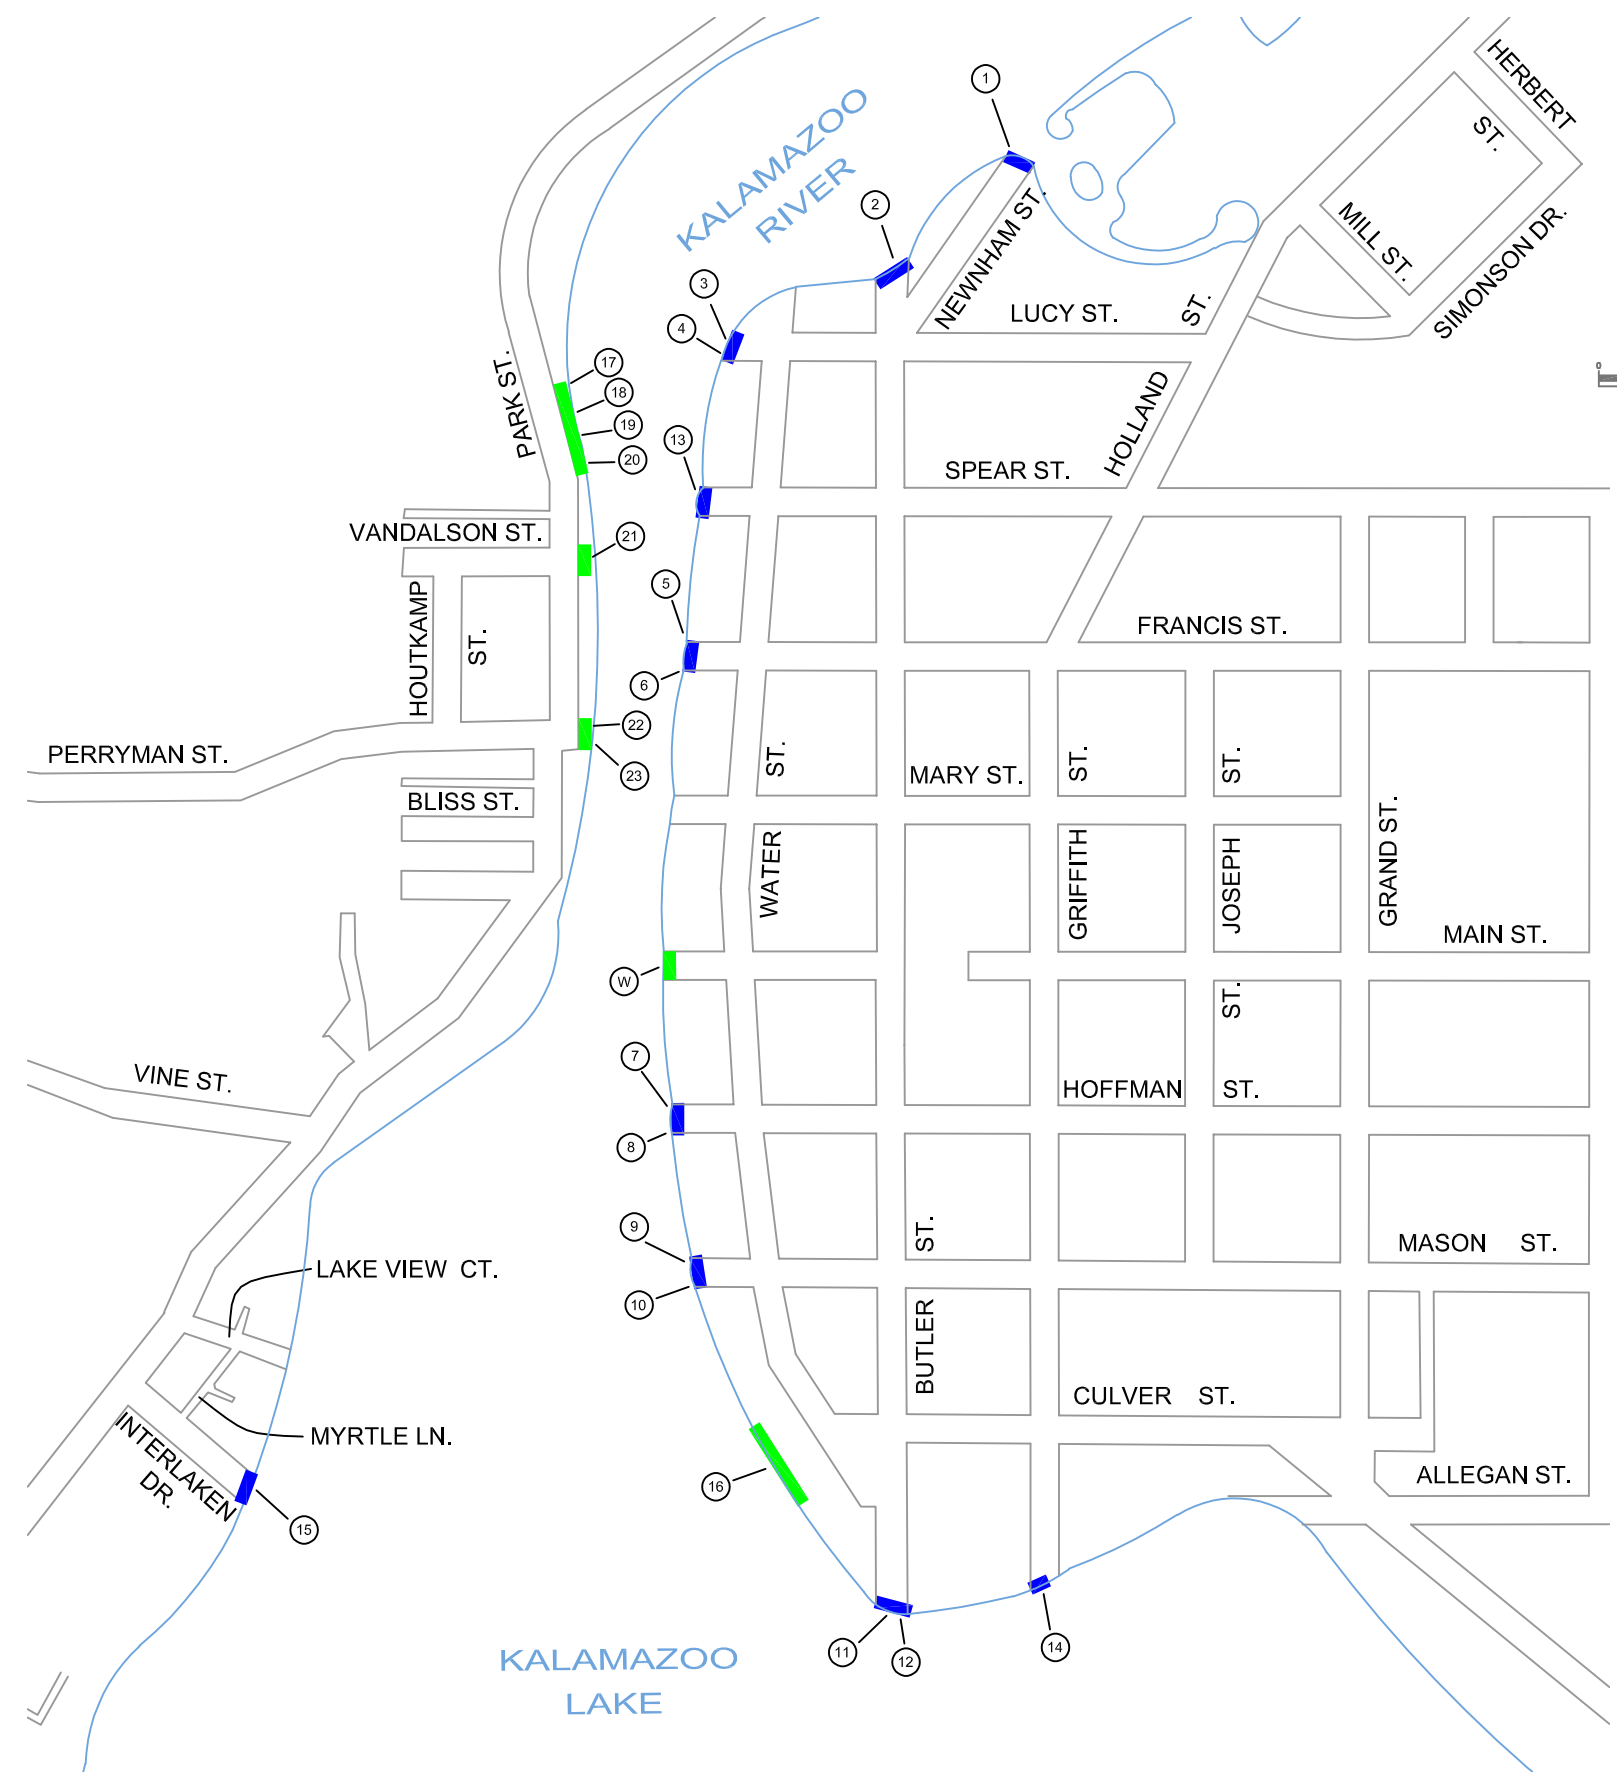 1
HERBERT
ST.
KALAMAZOO
RIVER
2
NEWNHAM ST.
MILL ST.
SIMONSON DR.
3
4
LUCY ST.
ST.
PARK ST.
17
18
19
20
13
HOLLAND
SPEAR ST.
VANDALSON ST.
21
5
HOUTKAMP
ST.
FRANCIS ST.
6
22
PERRYMAN ST.
23
ST.
MARY ST.
ST.
ST.
BLISS ST.
WATER
GRIFFITH
JOSEPH
GRAND ST.
MAIN ST.
W
ST.
7
VINE ST.
HOFFMAN
ST.
8
9
ST.
MASON ST.
LAKE VIEW CT.
10
BUTLER
CULVER ST.
MYRTLE LN.
INTERLAKEN
DR.
16
ALLEGAN ST.
15
11
12
14
KALAMAZOO
LAKE